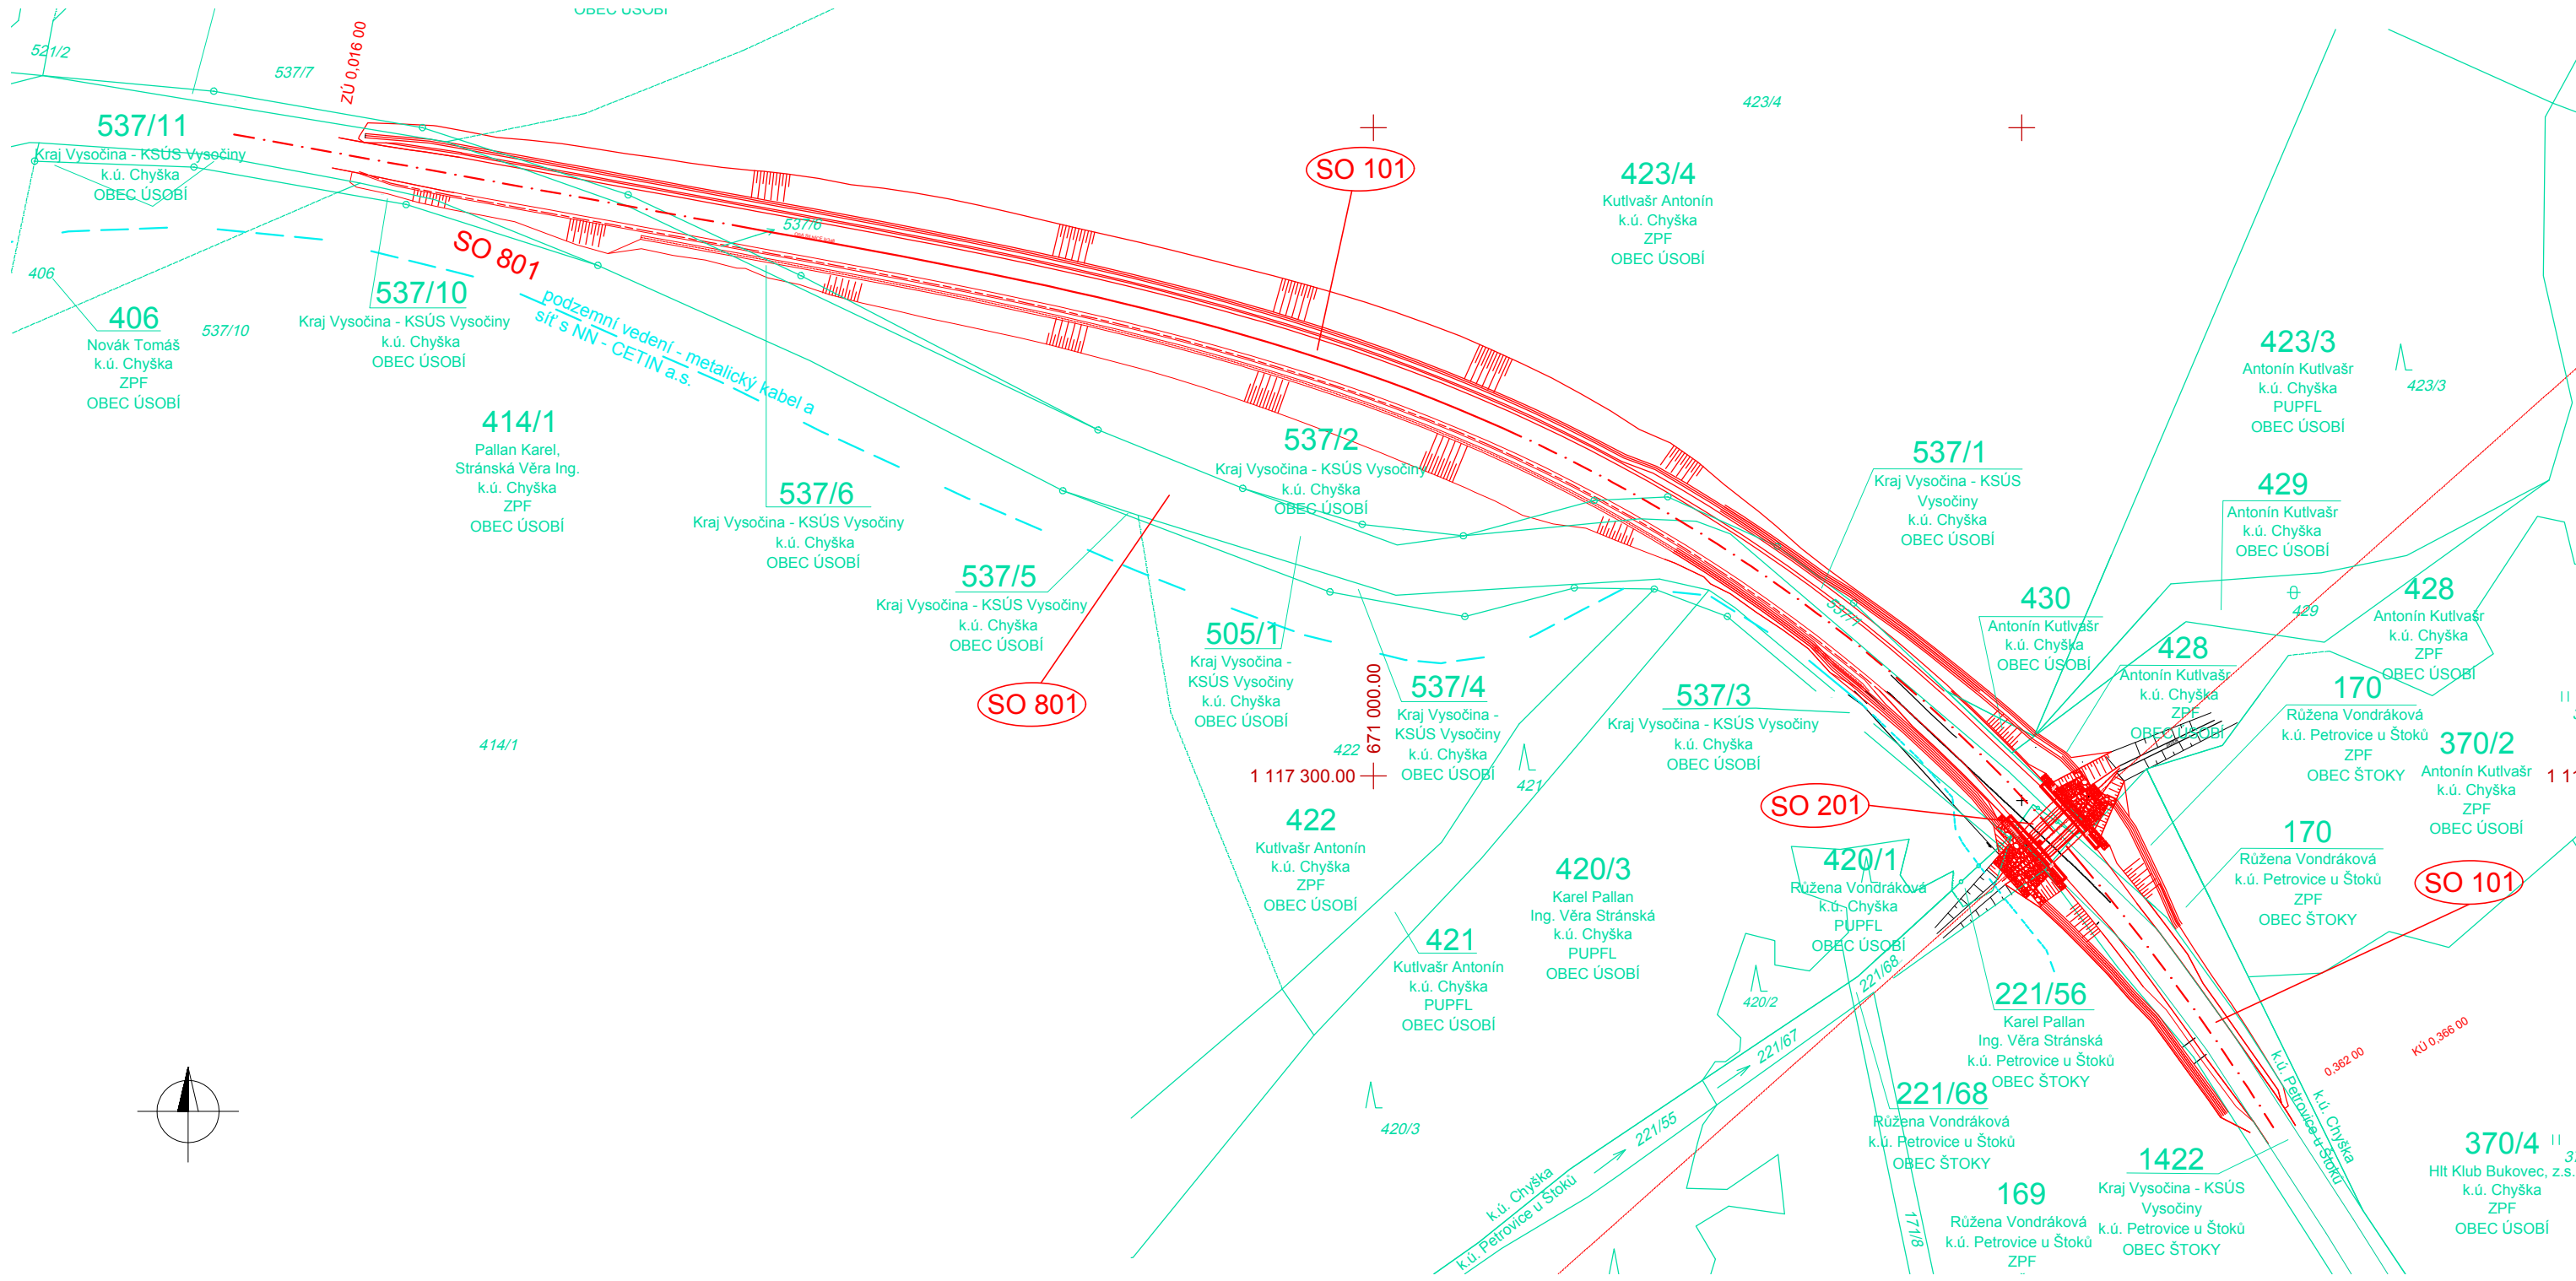 OBEC ÚSOBÍ
521/2
537/7
ZÚ 0,016 00
537/11
Kraj Vysočina - KSÚS Vysočiny
k.ú. Chyška
OBEC ÚSOBÍ
423/4
SO 101
423/4
Kutlvašr Antonín
k.ú. Chyška
ZPF
OBEC ÚSOBÍ
537/6
SO 801
406
406
Novák Tomáš
k.ú. Chyška
ZPF
OBEC ÚSOBÍ
537/10
537/10
Kraj Vysočina - KSÚS Vysočiny
k.ú. Chyška
OBEC ÚSOBÍ
podzemní vedení - metalický kabel a
síť s NN - CETIN a.s.
414/1
Pallan Karel,
Stránská Věra Ing.
k.ú. Chyška
ZPF
OBEC ÚSOBÍ
537/6
Kraj Vysočina - KSÚS Vysočiny
k.ú. Chyška
OBEC ÚSOBÍ
537/2
Kraj Vysočina - KSÚS Vysočiny
k.ú. Chyška
OBEC ÚSOBÍ
537/1
Kraj Vysočina - KSÚS
Vysočiny
k.ú. Chyška
OBEC ÚSOBÍ
423/3
Antonín Kutlvašr
k.ú. Chyška
PUPFL
OBEC ÚSOBÍ
423/3
429
Antonín Kutlvašr
k.ú. Chyška
OBEC ÚSOBÍ
429
537/5
Kraj Vysočina - KSÚS Vysočiny
k.ú. Chyška
OBEC ÚSOBÍ
SO 801
505/1
Kraj Vysočina -
KSÚS Vysočiny
k.ú. Chyška
OBEC ÚSOBÍ
537/4
Kraj Vysočina -
KSÚS Vysočiny
k.ú. Chyška
OBEC ÚSOBÍ
537/3
Kraj Vysočina - KSÚS Vysočiny
k.ú. Chyška
OBEC ÚSOBÍ
537/1
430
Antonín Kutlvašr
k.ú. Chyška
OBEC ÚSOBÍ
428
Antonín Kutlvašr
k.ú. Chyška
ZPF
OBEC ÚSOBÍ
428
Antonín Kutlvašr
k.ú. Chyška
ZPF
OBEC ÚSOBÍ
170
Růžena Vondráková
k.ú. Petrovice u Štoků
ZPF
OBEC ŠTOKY
370/2
Antonín Kutlvašr
k.ú. Chyška
ZPF
OBEC ÚSOBÍ
414/1
422
671 000.00
1 117 300.00
1 11
421
SO 201
422
Kutlvašr Antonín
k.ú. Chyška
ZPF
OBEC ÚSOBÍ
420/3
Karel Pallan
Ing. Věra Stránská
k.ú. Chyška
PUPFL
OBEC ÚSOBÍ
420/1
Růžena Vondráková
k.ú. Chyška
PUPFL
OBEC ÚSOBÍ
170
Růžena Vondráková
k.ú. Petrovice u Štoků
ZPF
OBEC ŠTOKY
SO 101
421
Kutlvašr Antonín
k.ú. Chyška
PUPFL
OBEC ÚSOBÍ
420/2
221/68
221/67
221/55
221/56
Karel Pallan
Ing. Věra Stránská
k.ú. Petrovice u Štoků
OBEC ŠTOKY
0,362 00
KÚ 0,366 00
k.ú. Chyška
k.ú. Petrovice u Štoků
420/3
221/68
Růžena Vondráková
k.ú. Petrovice u Štoků
OBEC ŠTOKY
k.ú. Chyška
k.ú. Petrovice u Štoků
171/8
169
Růžena Vondráková
k.ú. Petrovice u Štoků
ZPF
1422
Kraj Vysočina - KSÚS
Vysočiny
k.ú. Petrovice u Štoků
OBEC ŠTOKY
370/4
Hlt Klub Bukovec, z.s.
k.ú. Chyška
ZPF
OBEC ÚSOBÍ